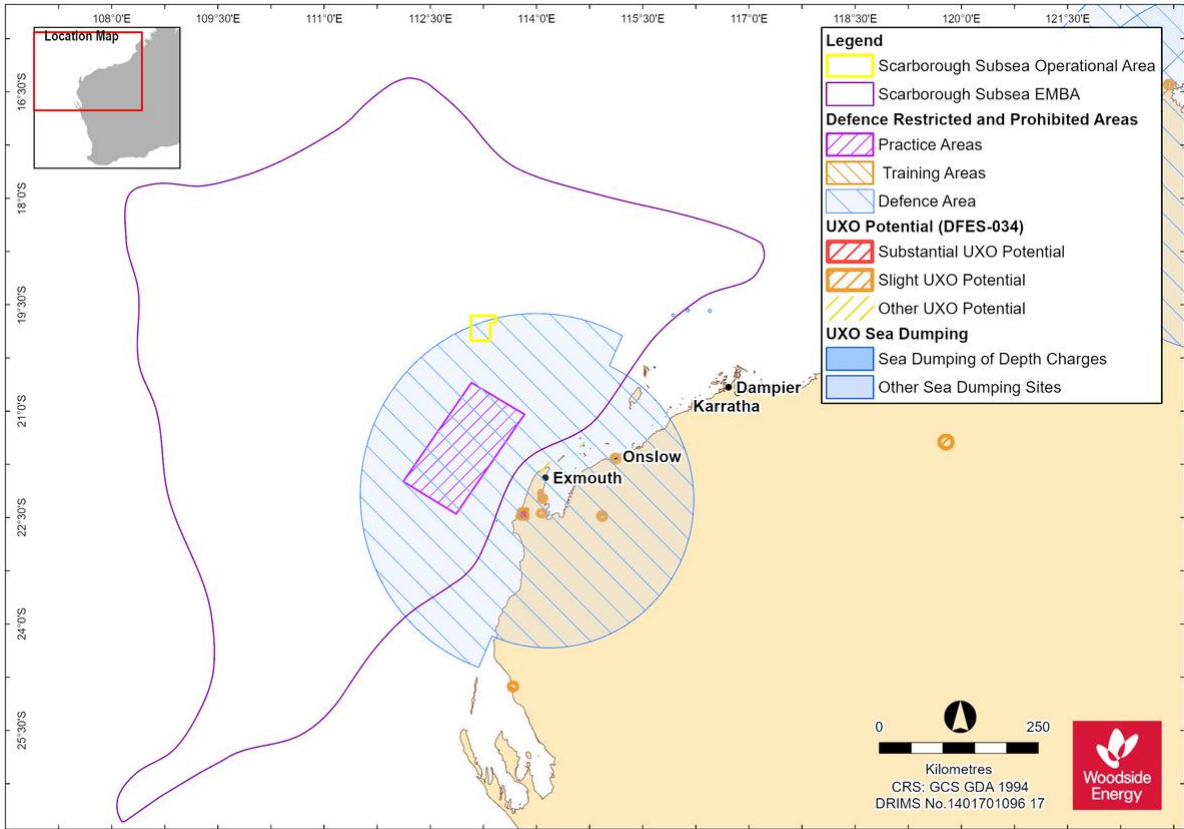 108°0'E 109°30'E 111°0'E 112°30'E 114°0'E 115°30'E 117°0'E 118°30'E 120°0'E 121°30'E
Location Map
16°30'S
18°0'S
19°30'S
21°0'S
22°30'S
24°0'S
25°30'S
Legend
Scarborough Subsea Operational Area
Scarborough Subsea EMBA
Defence Restricted and Prohibited Areas
Practice Areas
Training Areas
Defence Area
UXO Potential (DFES-034)
Substantial UXO Potential
Slight UXO Potential
Other UXO Potential
UXO Sea Dumping
Sea Dumping of Depth Charges
Other Sea Dumping Sites
Dampier
Karratha
Onslow
Exmouth
0 250
Kilometres
CRS: GCS GDA 1994
DRIMS No.1401701096 17
Woodside
Energy